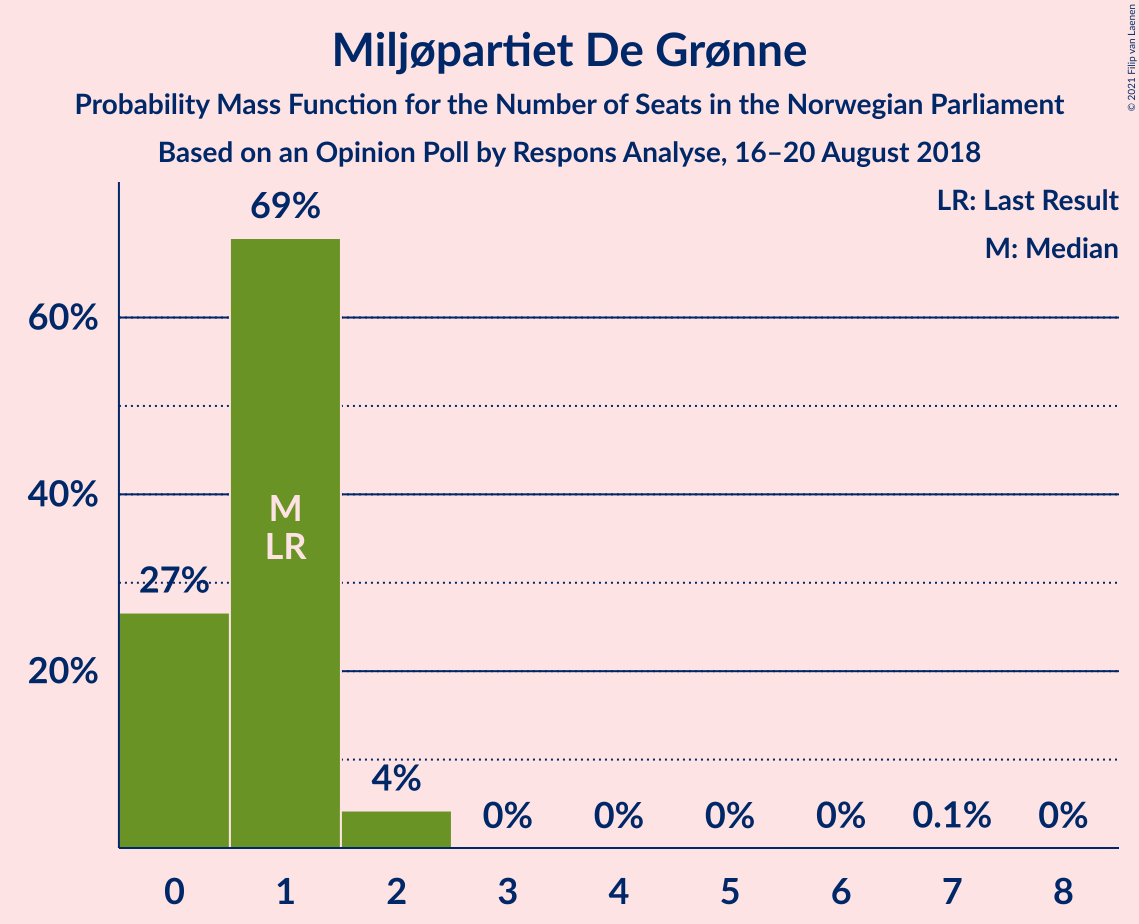 Miljøpartiet De Grønne
Probability Mass Function for the Number of Seats in the Norwegian Parliament
Based on an Opinion Poll by Respons Analyse, 16–20 August 2018
© 2021 Filip van Laenen
LR: Last Result
M: Median
69%
60%
40%
M
LR
27%
20%
4%
0%
0%
0%
0%
0.1%
0%
0 1 2 3 4 5 6 7 8